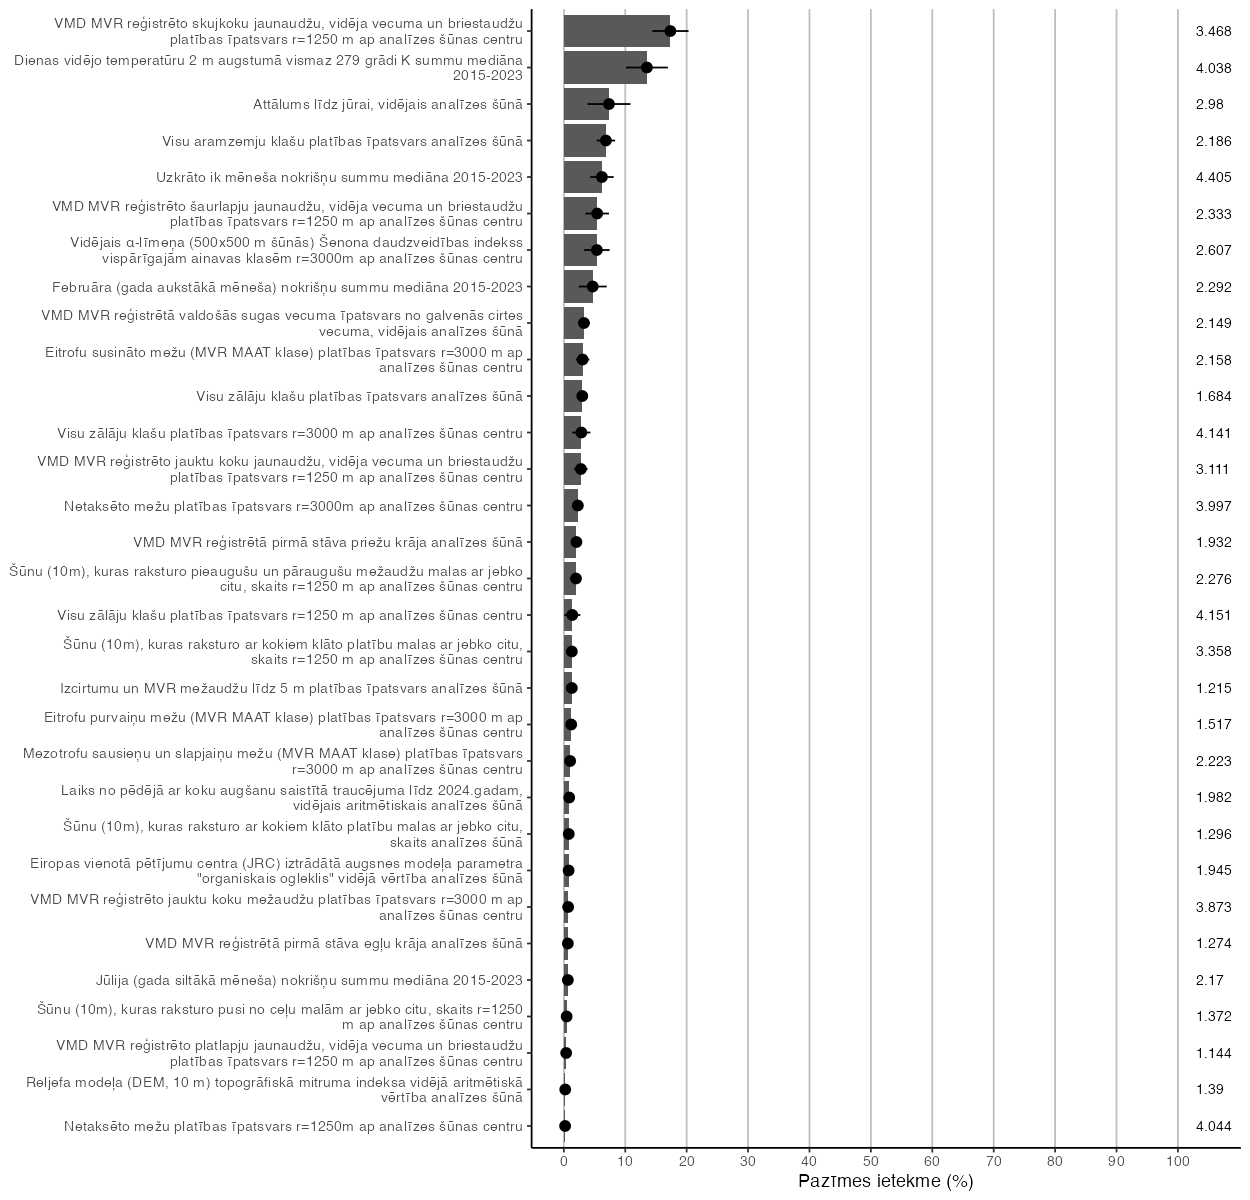 VMD MVR reģistrēto skujkoku jaunaudžu, vidēja vecuma un briestaudžu
platības īpatsvars r=1250 m ap analīzes šūnas centru
3.468
Dienas vidējo temperatūru 2 m augstumā vismaz 279 grādi K summu mediāna
2015-2023
4.038
Attālums līdz jūrai, vidējais analīzes šūnā
2.98
Visu aramzemju klašu platības īpatsvars analīzes šūnā
2.186
Uzkrāto ik mēneša nokrišņu summu mediāna 2015-2023
4.405
VMD MVR reģistrēto šaurlapju jaunaudžu, vidēja vecuma un briestaudžu
platības īpatsvars r=1250 m ap analīzes šūnas centru
2.333
Vidējais α-līmeņa (500x500 m šūnās) Šenona daudzveidības indekss
vispārīgajām ainavas klasēm r=3000m ap analīzes šūnas centru
2.607
Februāra (gada aukstākā mēneša) nokrišņu summu mediāna 2015-2023
2.292
VMD MVR reģistrētā valdošās sugas vecuma īpatsvars no galvenās cirtes
vecuma, vidējais analīzes šūnā
2.149
Eitrofu susināto mežu (MVR MAAT klase) platības īpatsvars r=3000 m ap
analīzes šūnas centru
2.158
Visu zālāju klašu platības īpatsvars analīzes šūnā
1.684
Visu zālāju klašu platības īpatsvars r=3000 m ap analīzes šūnas centru
4.141
VMD MVR reģistrēto jauktu koku jaunaudžu, vidēja vecuma un briestaudžu
platības īpatsvars r=1250 m ap analīzes šūnas centru
3.111
Netaksēto mežu platības īpatsvars r=3000m ap analīzes šūnas centru
3.997
VMD MVR reģistrētā pirmā stāva priežu krāja analīzes šūnā
1.932
Šūnu (10m), kuras raksturo pieaugušu un pāraugušu mežaudžu malas ar jebko
citu, skaits r=1250 m ap analīzes šūnas centru
2.276
Visu zālāju klašu platības īpatsvars r=1250 m ap analīzes šūnas centru
4.151
Šūnu (10m), kuras raksturo ar kokiem klāto platību malas ar jebko citu,
skaits r=1250 m ap analīzes šūnas centru
3.358
Izcirtumu un MVR mežaudžu līdz 5 m platības īpatsvars analīzes šūnā
1.215
Eitrofu purvaiņu mežu (MVR MAAT klase) platības īpatsvars r=3000 m ap
analīzes šūnas centru
1.517
Mezotrofu sausieņu un slapjaiņu mežu (MVR MAAT klase) platības īpatsvars
r=3000 m ap analīzes šūnas centru
2.223
Laiks no pēdējā ar koku augšanu saistītā traucējuma līdz 2024.gadam,
vidējais aritmētiskais analīzes šūnā
1.982
Šūnu (10m), kuras raksturo ar kokiem klāto platību malas ar jebko citu,
skaits analīzes šūnā
1.296
Eiropas vienotā pētījumu centra (JRC) iztrādātā augsnes modeļa parametra
"organiskais ogleklis" vidējā vērtība analīzes šūnā
1.945
VMD MVR reģistrēto jauktu koku mežaudžu platības īpatsvars r=3000 m ap
analīzes šūnas centru
3.873
VMD MVR reģistrētā pirmā stāva egļu krāja analīzes šūnā
1.274
Jūlija (gada siltākā mēneša) nokrišņu summu mediāna 2015-2023
2.17
Šūnu (10m), kuras raksturo pusi no ceļu malām ar jebko citu, skaits r=1250
m ap analīzes šūnas centru
1.372
VMD MVR reģistrēto platlapju jaunaudžu, vidēja vecuma un briestaudžu
platības īpatsvars r=1250 m ap analīzes šūnas centru
1.144
Reljefa modeļa (DEM, 10 m) topogrāfiskā mitruma indeksa vidējā aritmētiskā
vērtība analīzes šūnā
1.39
Netaksēto mežu platības īpatsvars r=1250m ap analīzes šūnas centru
4.044
0 10 20 30 40 50 60 70 80 90 100
Pazīmes ietekme (%)